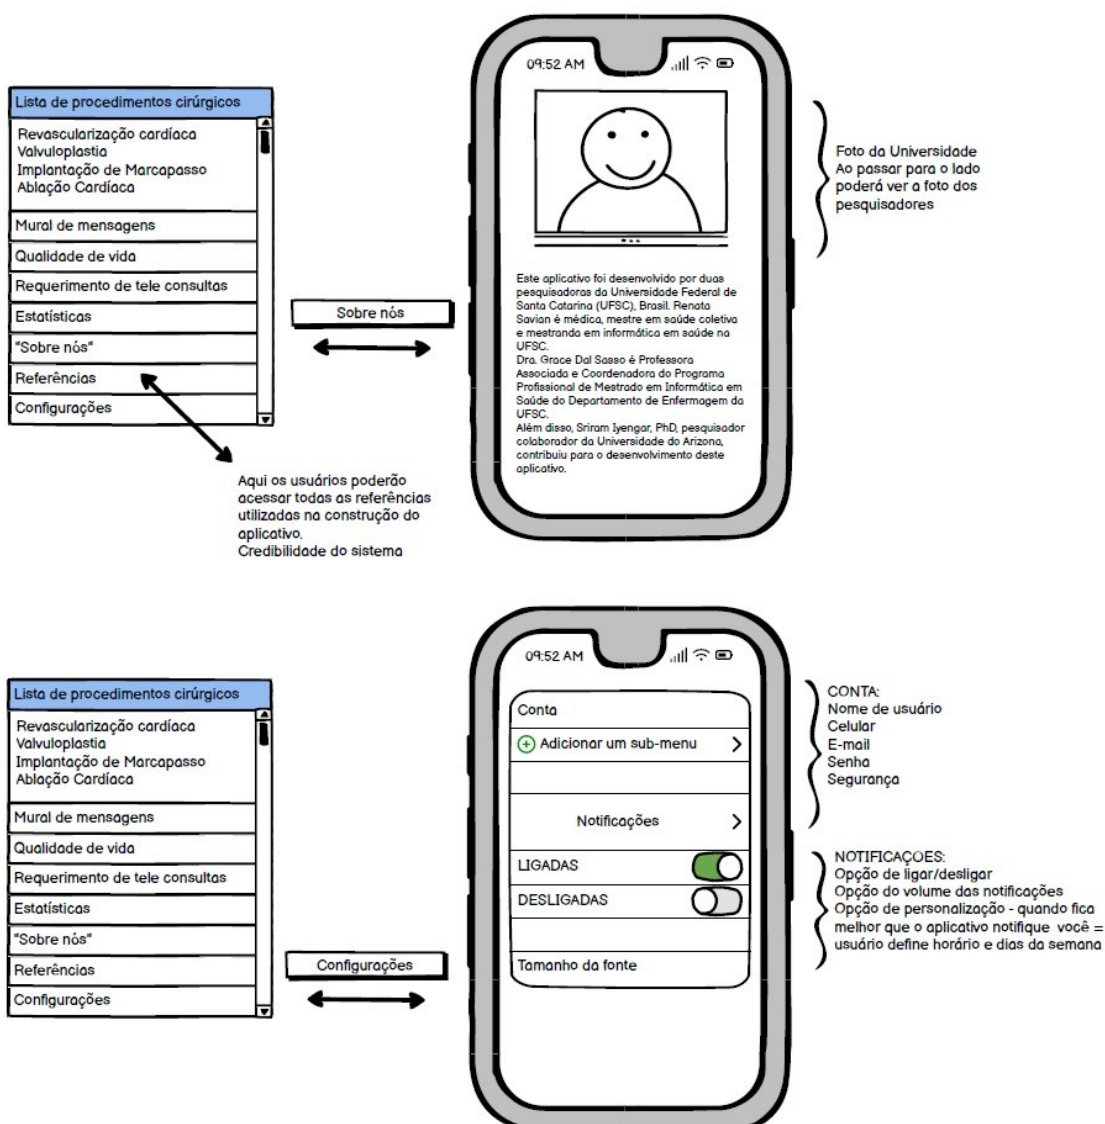 Lista de procedimentos cirúrgicos
Revascularização cardíaca
Valvuloplastia
Implantação de Marcapasso
Ablação Cardíaca
Mural de mensagens
Qualidade de vida
Requerimento de tele consultas
Estatísticas
"Sobre nós"
Referências
Configurações
Aqui os usuários poderão
acessar todas as referências
utilizadas na construção do
aplicativo.
Credibilidade do sistema
Sobre nós
09:52 AM
Este aplicativo foi desenvolvido por duas
pesquisadoras da Universidade Federal de
Santa Catarina (UFSC), Brasil. Renata
Savian é médica, mestre em saúde coletiva
e mestranda em informática em saúde na
UFSC.
Dra. Grace Dal Sasso é Professora
Associada e Coordenadora do Programa
Profissional de Mestrado em Informática em
Saúde do Departamento de Enfermagem da
UFSC.
Além disso, Sriram Iyengar, PhD, pesquisador
colaborador da Universidade do Arizona,
contribuiu para o desenvolvimento deste
aplicativo.
Foto da Universidade
Ao passar para o lado
poderá ver a foto dos
pesquisadores
Lista de procedimentos cirúrgicos
Revascularização cardíaca
Valvuloplastia
Implantação de Marcapasso
Ablação Cardíaca
Mural de mensagens
Qualidade de vida
Requerimento de tele consultas
Estatísticas
"Sobre nós"
Referências
Configurações
Configurações
09:52 AM
Conta
Adicionar um sub-menu
Notificações
LIGADAS
DESLIGADAS
Tamanho da fonte
CONTA:
Nome de usuário
Celular
E-mail
Senha
Segurança
NOTIFICAÇOES:
Opção de ligar/desligar
Opção do volume das notificações
Opção de personalização - quando fica
melhor que o aplicativo notifique você =
usuário define horário e dias da semana